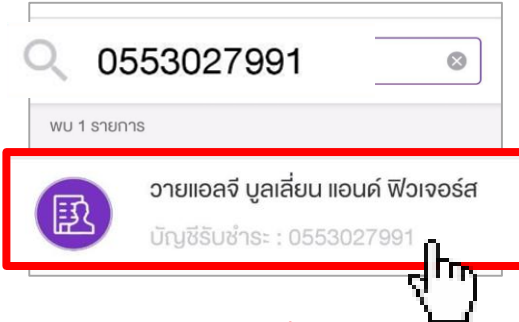 0553027991
พบ 1 รายการ
วายแอลจี บูลเลี่ยน แอนด์ ฟิวเจอร์ส
บัญชีรับชำระ : 0553027991